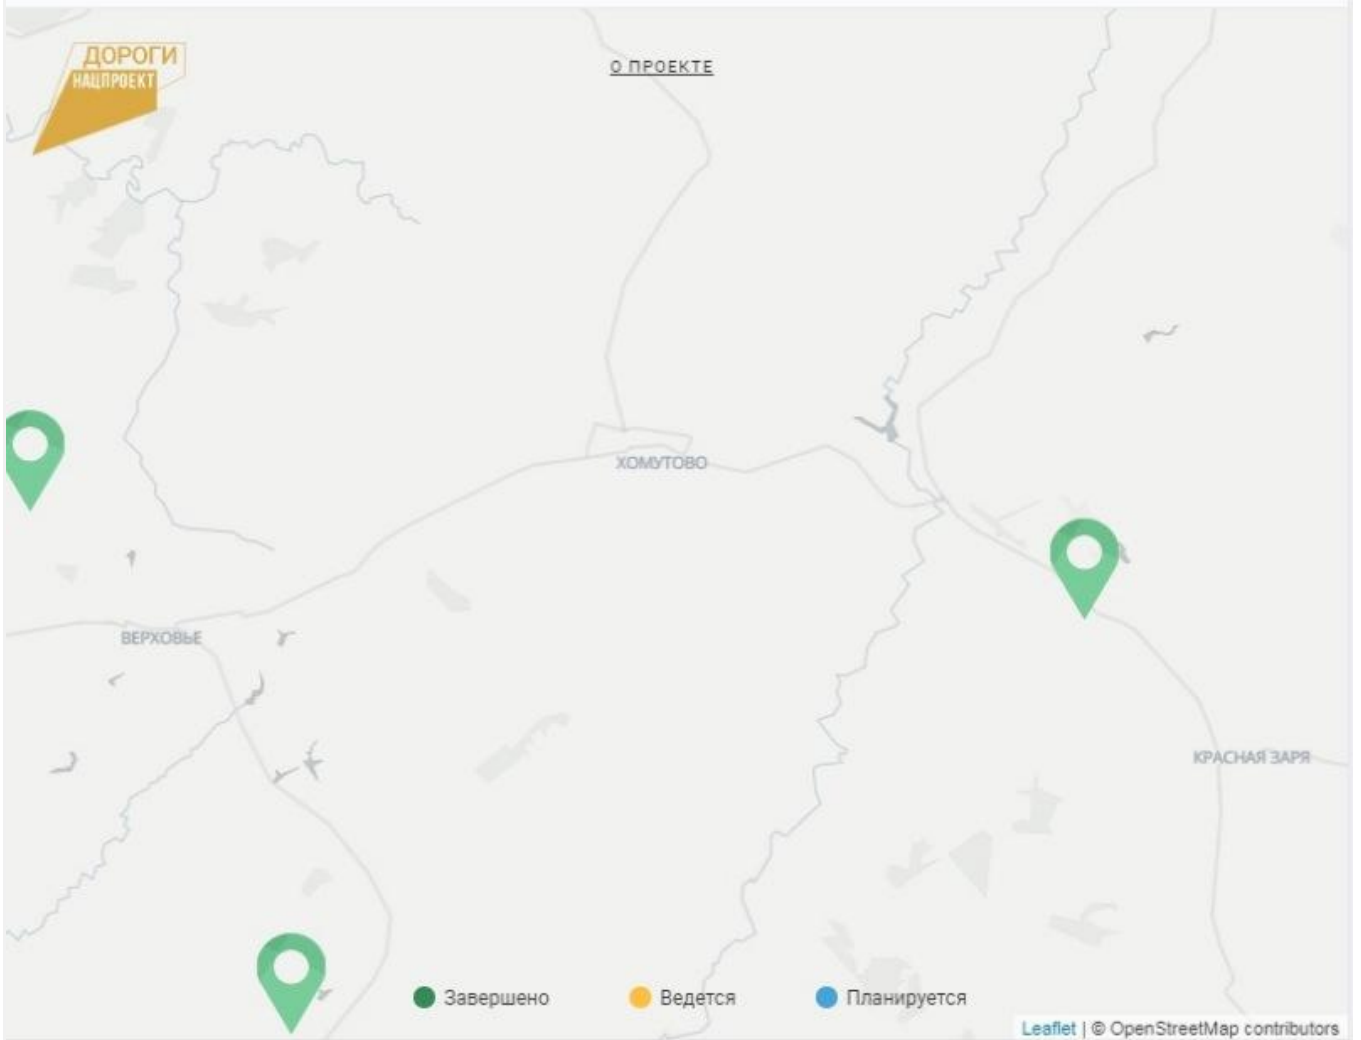 ДОРОГИ
НАЦПРОЕКТ
О ПРОЕКТЕ
ХОМУТОВО
ВЕРХОВЬЕ
КРАСНАЯ ЗАРЯ
Завершено
Ведется
Планируется
Leaflet | © OpenStreetMap contributors